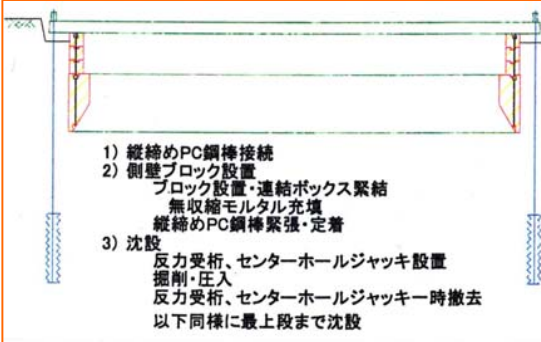 1) 縦締めPC鋼棒接続
2) 側壁ブロック設置
ブロック設置・連結ボックス緊結
無収縮モルタル充填
縦締めPC鋼棒緊張・定着
3) 沈設
反力受桁、センターホールジャッキ設置
掘削・圧入
反力受桁、センターホールジャッキ一時撤去
以下同様に最上段まで沈設